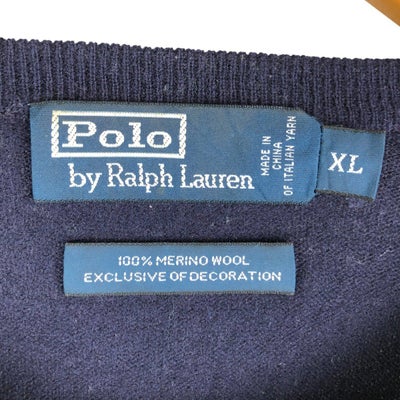 Polo
by Ralph Lauren
MADE IN
CHINA
OF ITALIAN YARN
XL
100% MERINO WOOL
EXCLUSIVE OF DECORATION